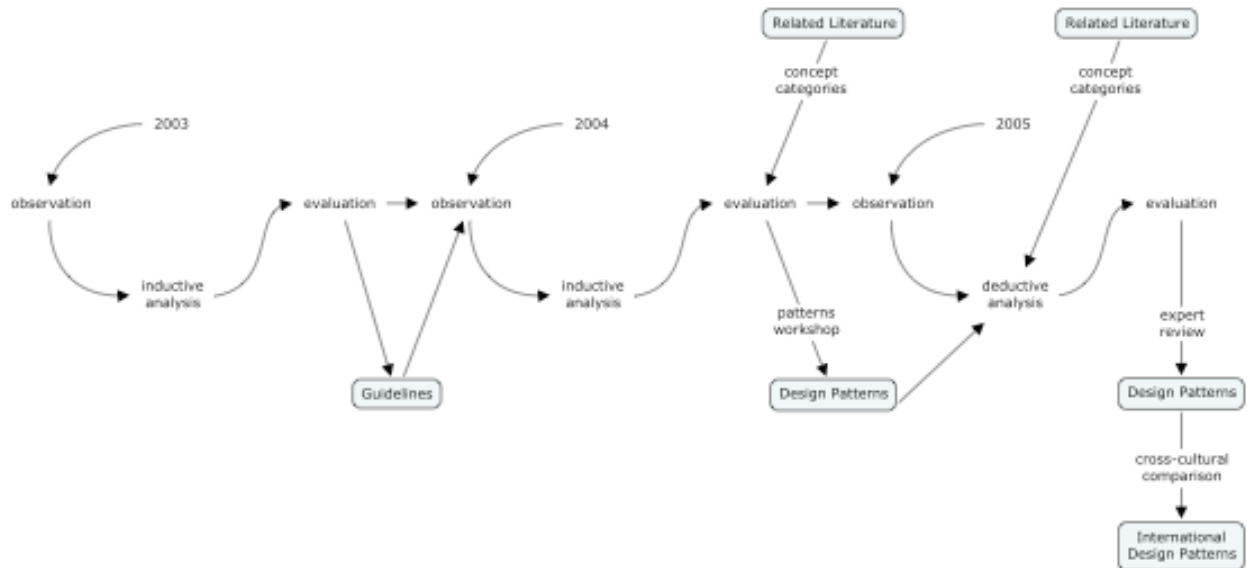 Related Literature
Related Literature
concept
categories
concept
categories
2003
2004
2005
observation
evaluation
observation
evaluation
observation
evaluation
inductive
analysis
inductive
analysis
deductive
analysis
patterns
workshop
expert
review
Guidelines
Design Patterns
Design Patterns
cross-cultural
comparison
International
Design Patterns